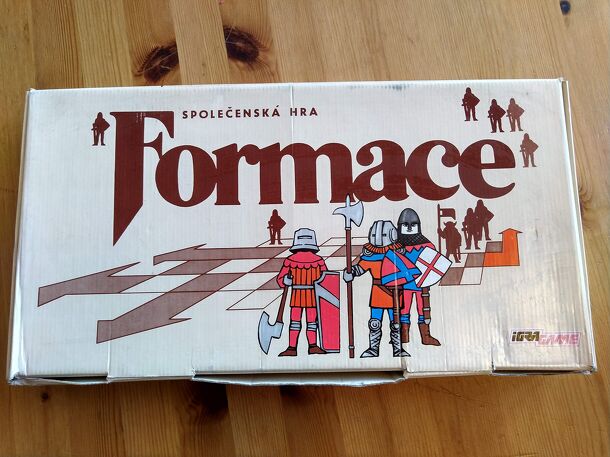 SPOLEČENSKÁ HRA
Formace
iGRA GAME